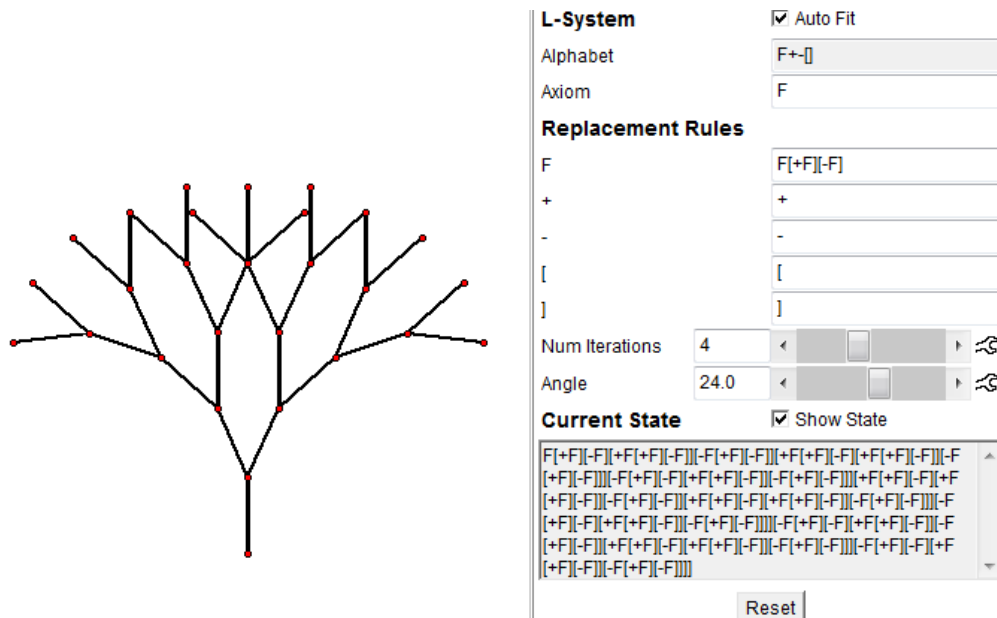 L-System
Auto Fit
Alphabet
F+-[]
Axiom
F
Replacement Rules
F
F[+F][-F]
+
+
-
-
[
[
]
]
Num Iterations
4
Angle
24.0
Current State
Show State
F[+F][-F][+F[+F][-F]][-F[+F][-F]][+F[+F][-F][+F[+F][-F]][-F
[+F][-F]]][-F[+F][-F][+F[+F][-F]][-F[+F][-F]]][+F[+F][-F][+F
[+F][-F]][-F[+F][-F]][+F[+F][-F][+F[+F][-F]][-F[+F][-F]]][-F
[+F][-F][+F[+F][-F]][-F[+F][-F]]]][-F[+F][-F][+F[+F][-F]][-F
[+F][-F]][+F[+F][-F][+F[+F][-F]][-F[+F][-F]]][-F[+F][-F][+F
[+F][-F]][-F[+F][-F]]]]
Reset